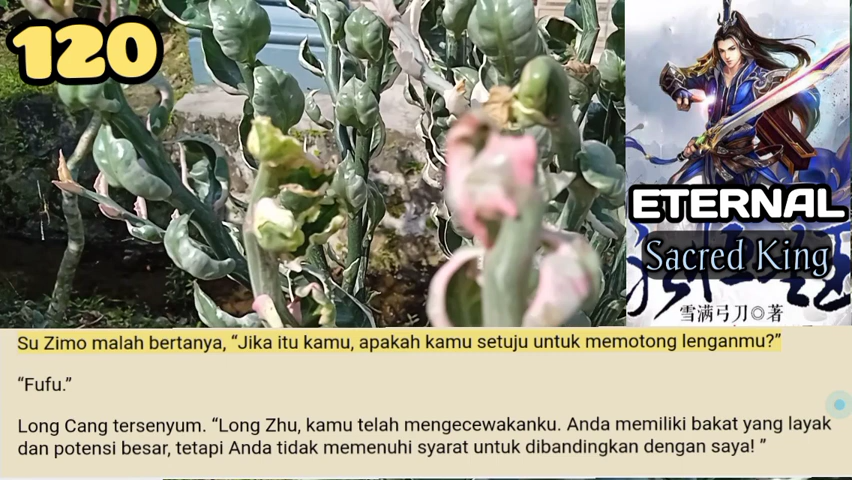 120
ETERNAL
Sacred King
雪满弓刀◎著
Su Zimo malah bertanya, “Jika itu kamu, apakah kamu setuju untuk memotong lenganmu?”
“Fufu.”
Long Cang tersenyum. “Long Zhu, kamu telah mengecewakanku. Anda memiliki bakat yang layak
dan potensi besar, tetapi Anda tidak memenuhi syarat untuk dibandingkan dengan saya! ”